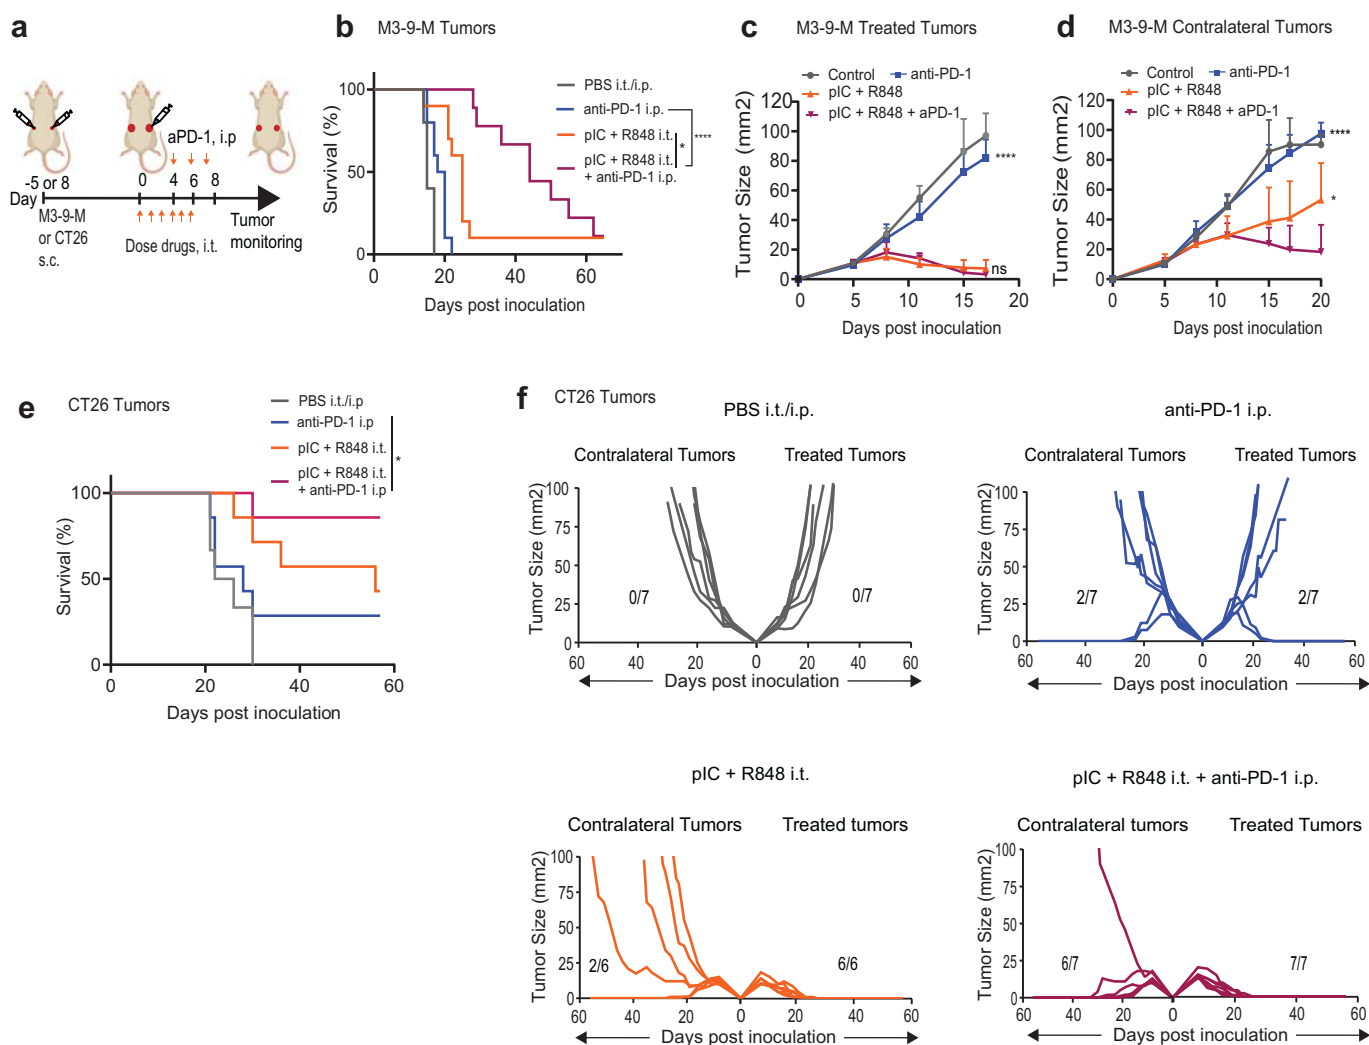 a
aPD-1, i.p
-5 or 8
0
4
6
8
Day
M3-9-M
or CT26
s.c.
Dose drugs, i.t.
Tumor
monitoring
b
M3-9-M Tumors
PBS i.t./i.p.
anti-PD-1 i.p.
pIC + R848 i.t.
pIC + R848 i.t.
+ anti-PD-1 i.p.
****
*
Survival (%)
100
50
0
0 20 40 60
Days post inoculation
c
M3-9-M Treated Tumors
Control
anti-PD-1
pIC + R848
pIC + R848 + aPD-1
Tumor Size (mm2)
120
100
80
60
40
20
0
****
ns
0 5 10 15 20
Days post inoculation
d
M3-9-M Contralateral Tumors
Control
anti-PD-1
pIC + R848
pIC + R848 + aPD-1
Tumor Size (mm2)
120
100
80
60
40
20
0
****
*
0 5 10 15 20
Days post inoculation
e
CT26 Tumors
PBS i.t./i.p
anti-PD-1 i.p
pIC + R848 i.t.
pIC + R848 i.t.
+ anti-PD-1 i.p
*
Survival (%)
100
50
0
0 20 40 60
Days post inoculation
f
CT26 Tumors
PBS i.t./i.p.
Contralateral Tumors
Treated Tumors
Tumor Size (mm2)
100
75
50
25
0
0/7
0/7
60 40 20 0 20 40 60
Days post inoculation
anti-PD-1 i.p.
Contralateral Tumors
Treated Tumors
Tumor Size (mm2)
100
75
50
25
0
2/7
2/7
60 40 20 0 20 40 60
Days post inoculation
pIC + R848 i.t.
Contralateral Tumors
Treated tumors
Tumor Size (mm2)
100
75
50
25
0
2/6
6/6
60 40 20 0 20 40 60
Days post inoculation
pIC + R848 i.t. + anti-PD-1 i.p.
Contralateral tumors
Treated Tumors
Tumor Size (mm2)
100
75
50
25
0
6/7
7/7
60 40 20 0 20 40 60
Days post inoculation